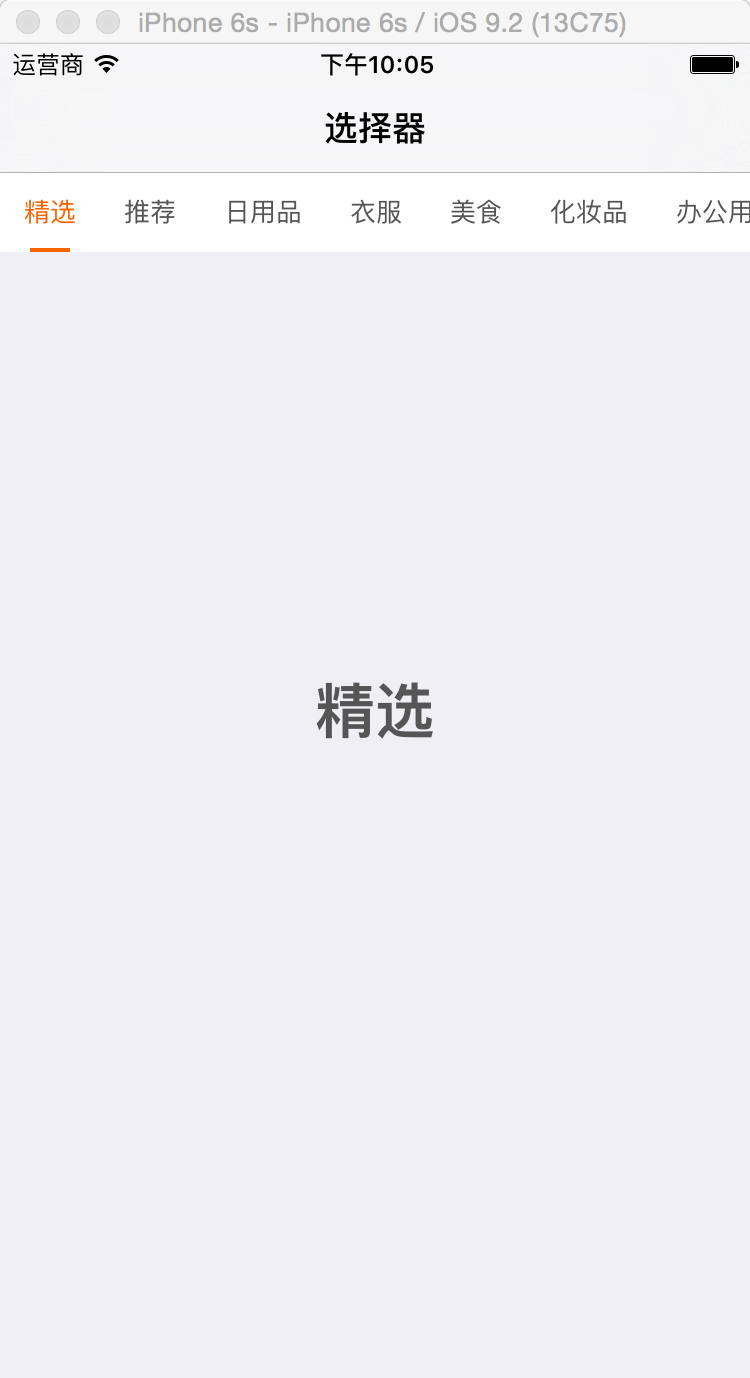 iPhone 6s - iPhone 6s / iOS 9.2 (13C75)
运营商 下午10:05
选择器
精选 推荐 日用品 衣服 美食 化妆品 办公用
精选